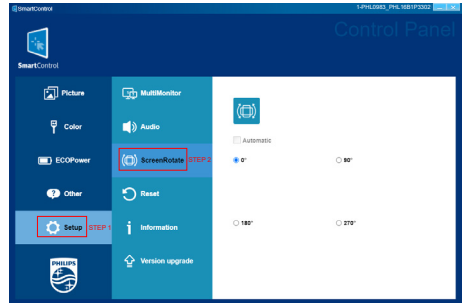 SmartControl
1-PHL0983_PHL16B1P3302
Control Panel
SmartControl
Picture
MultiMonitor
Color
Audio
Automatic
ECOPower
ScreenRotate STEP 2
0°
90°
Other
Reset
Setup STEP 1
Information
180°
270°
Version upgrade
PHILIPS